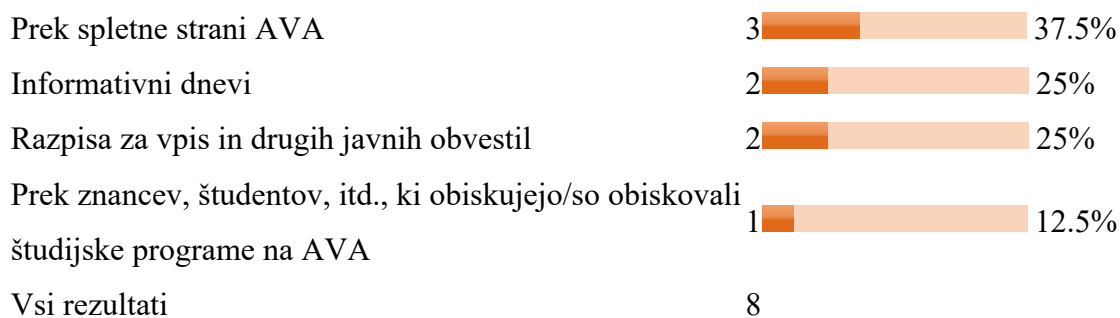 Prek spletne strani AVA 3 37.5%
Informativni dnevi 2 25%
Razpisa za vpis in drugih javnih obvestil 2 25%
Prek znancev, študentov, itd., ki obiskujejo/so obiskovali
študijske programe na AVA 1 12.5%
Vsi rezultati 8